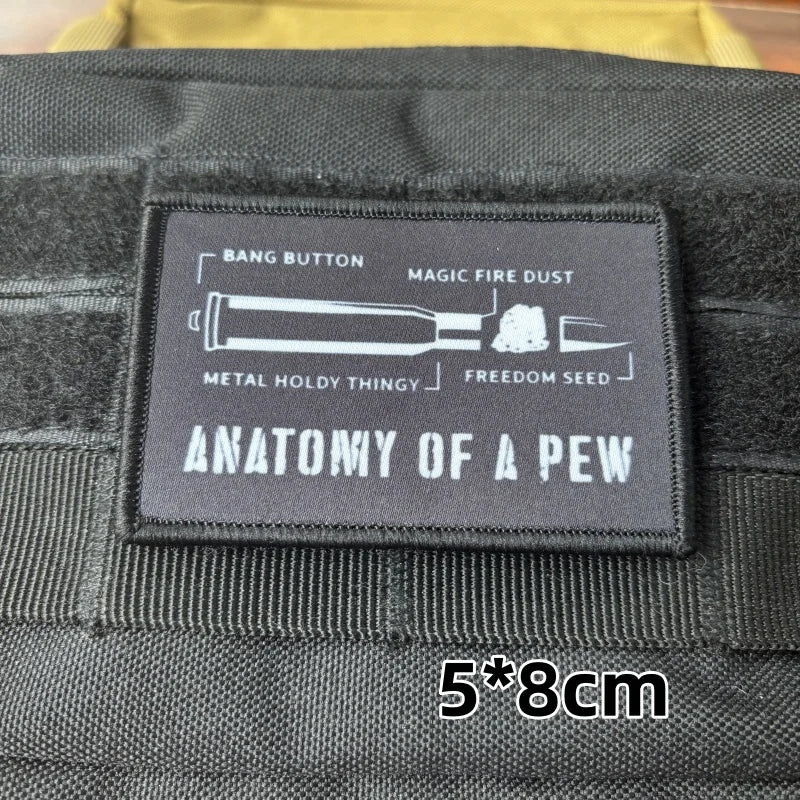 BANG BUTTON
MAGIC FIRE DUST
METAL HOLDY THINGY
FREEDOM SEED
ANATOMY OF A PEW
5*8cm